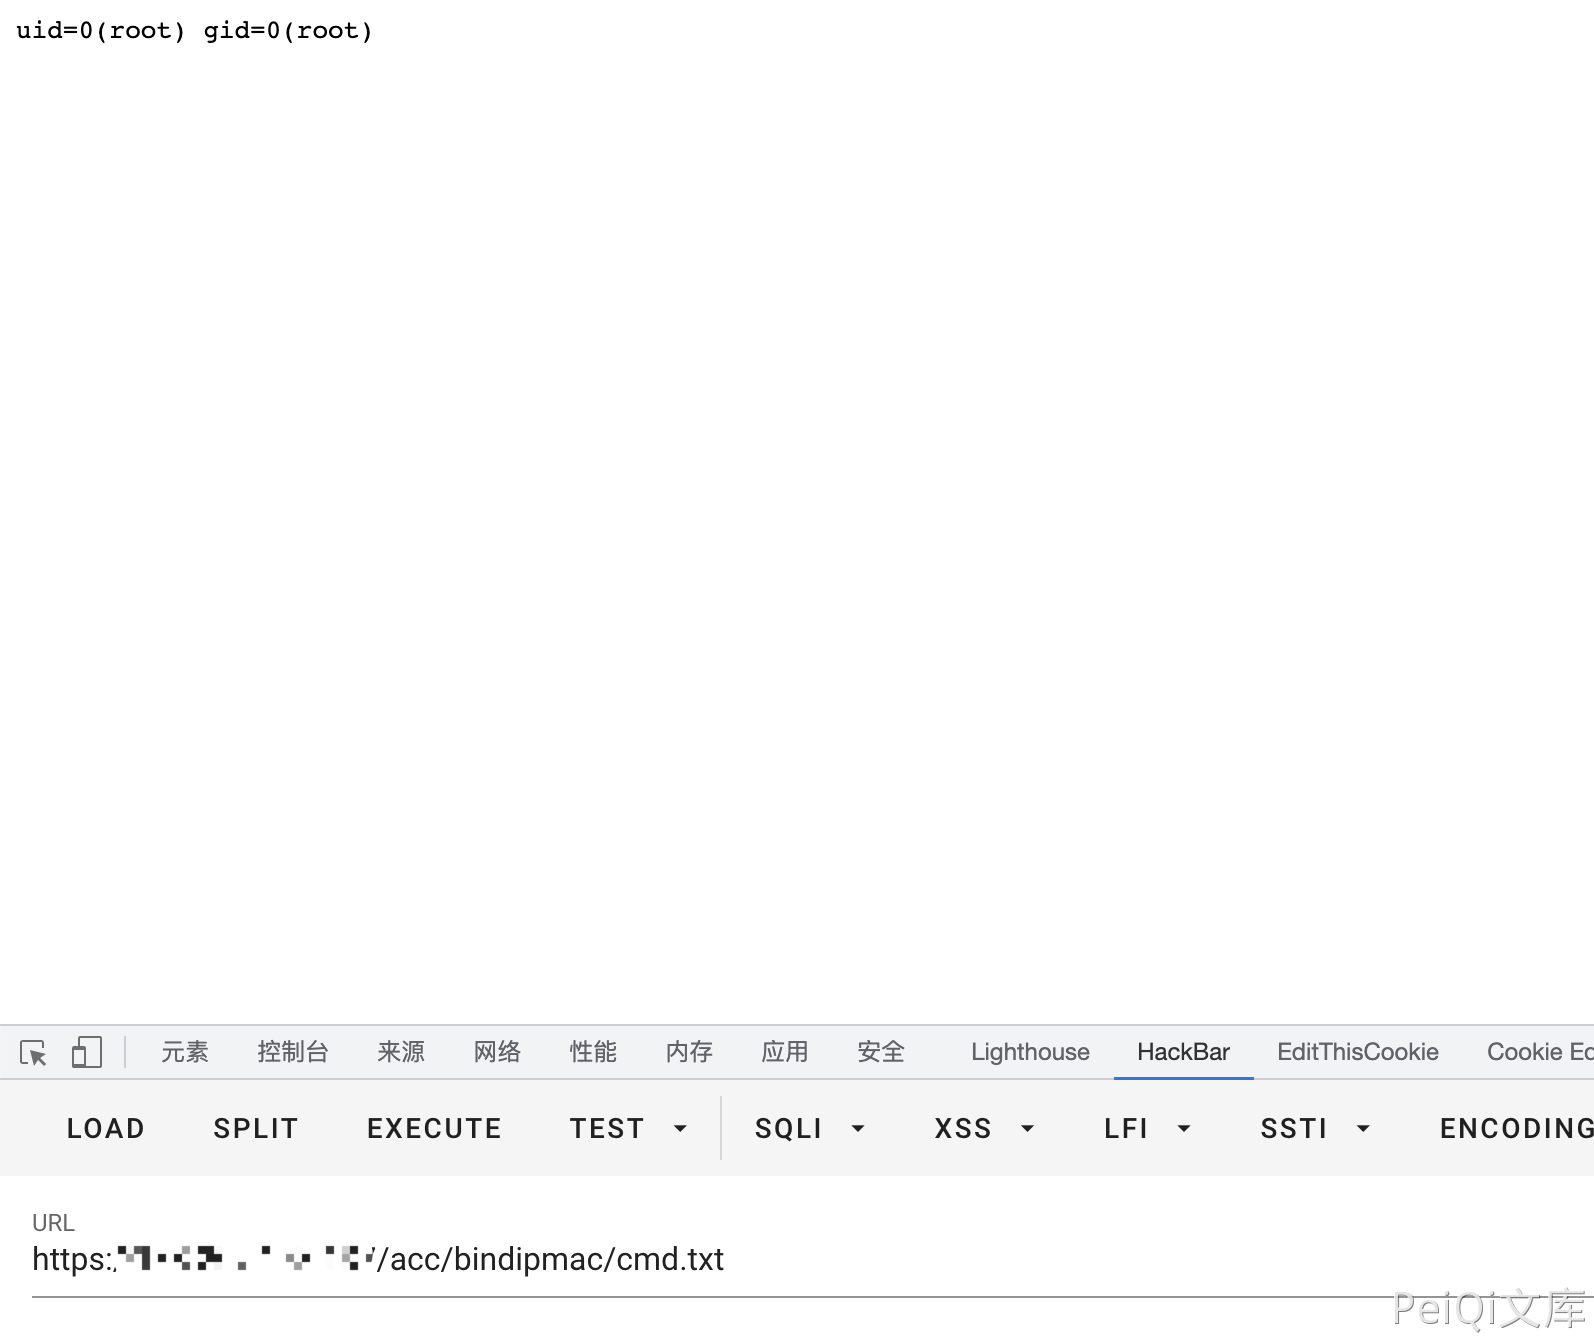 uid=0(root) gid=0(root)
元素 控制台 来源 网络 性能 内存 应用 安全 Lighthouse HackBar EditThisCookie Cookie
LOAD SPLIT EXECUTE TEST SQLI XSS LFI SSTI ENCODING
URL
https: /acc/bindipmac/cmd.txt
PeiQi文库